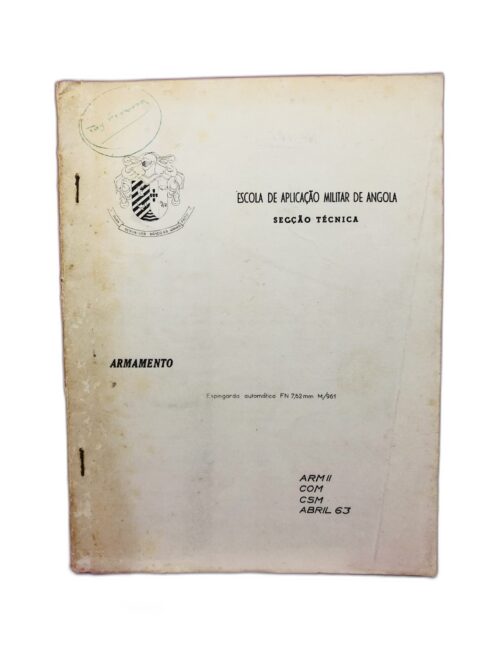 ESCOLA DE APLICAÇÃO MILITAR DE ANGOLA
SECÇÃO TÉCNICA
ARMAMENTO
Espingarda automática FN 7,62mm M/961
ARM II
COM
CSM
ABRIL 63